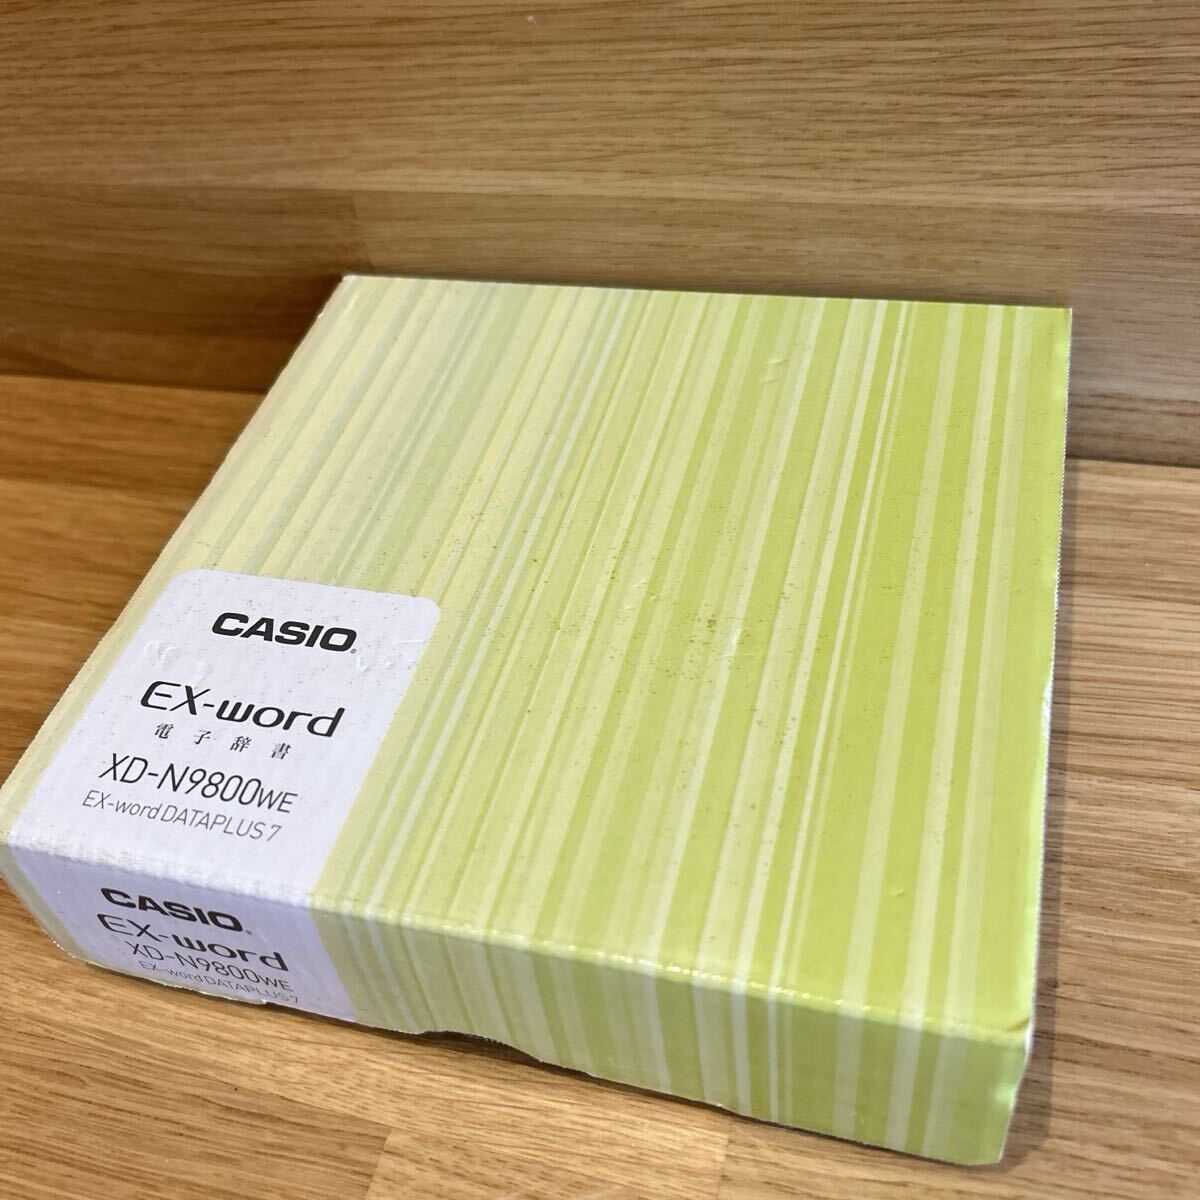 CASIO
EX-word
電子辞書
XD-N9800WE
EX-word DATAPLUS 7
CASIO
EX-word
XD-N9800WE
EX-word DATAPLUS 7